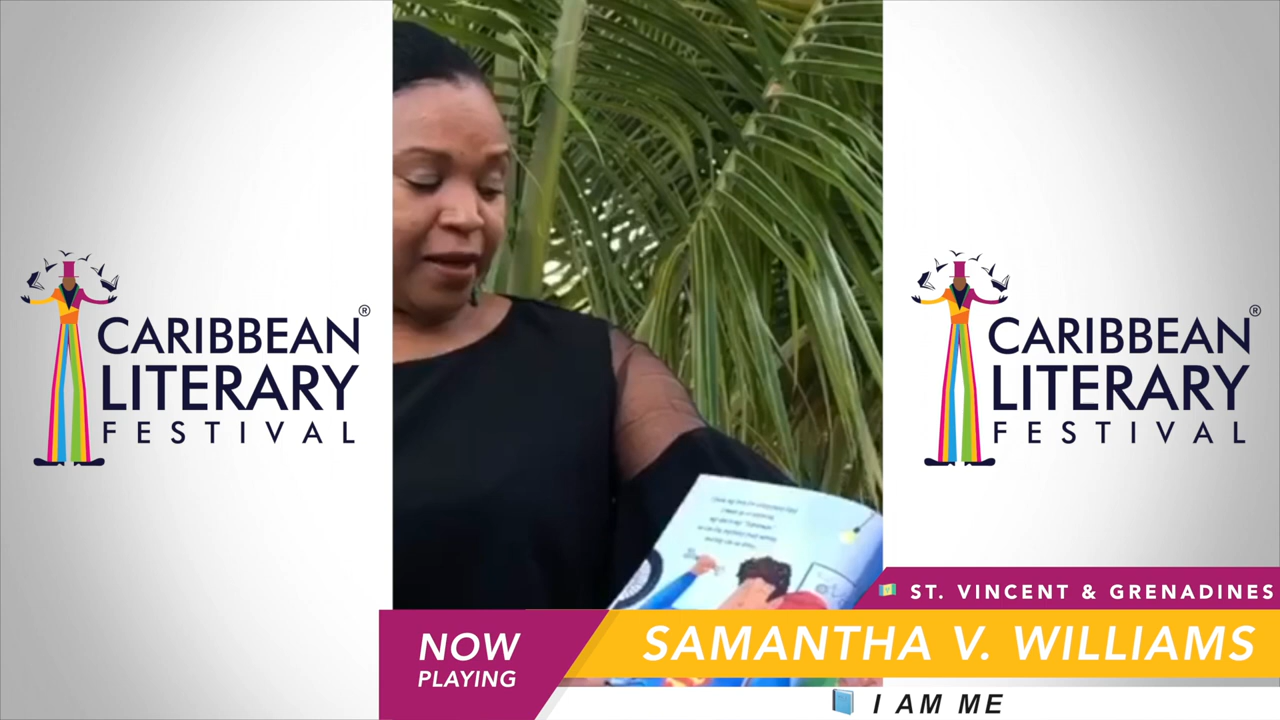 CARIBBEAN®
LITERARY
FESTIVAL
CARIBBEAN®
LITERARY
FESTIVAL
ST. VINCENT & GRENADINES
NOW
PLAYING
SAMANTHA V. WILLIAMS
I AM ME